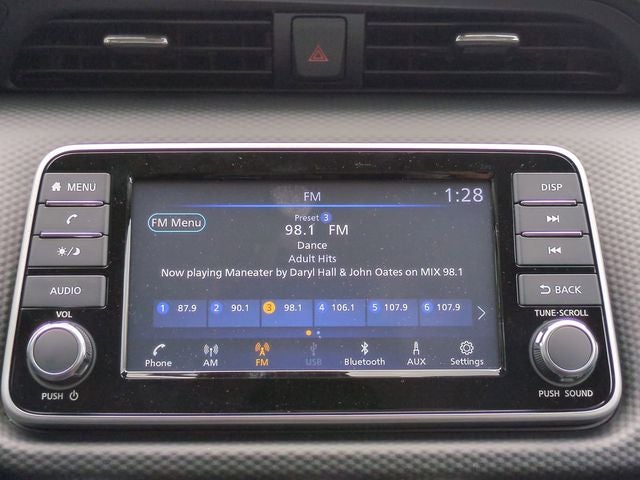 MENU
AUDIO
VOL
PUSH
FM
1:28
FM Menu
Preset 3
98.1 FM
Dance
Adult Hits
Now playing Maneater by Daryl Hall & John Oates on MIX 98.1
1 87.9 2 90.1 3 98.1 4 106.1 5 107.9 6 107.9
Phone AM FM USB Bluetooth AUX Settings
DISP
BACK
TUNE-SCROLL
PUSH SOUND